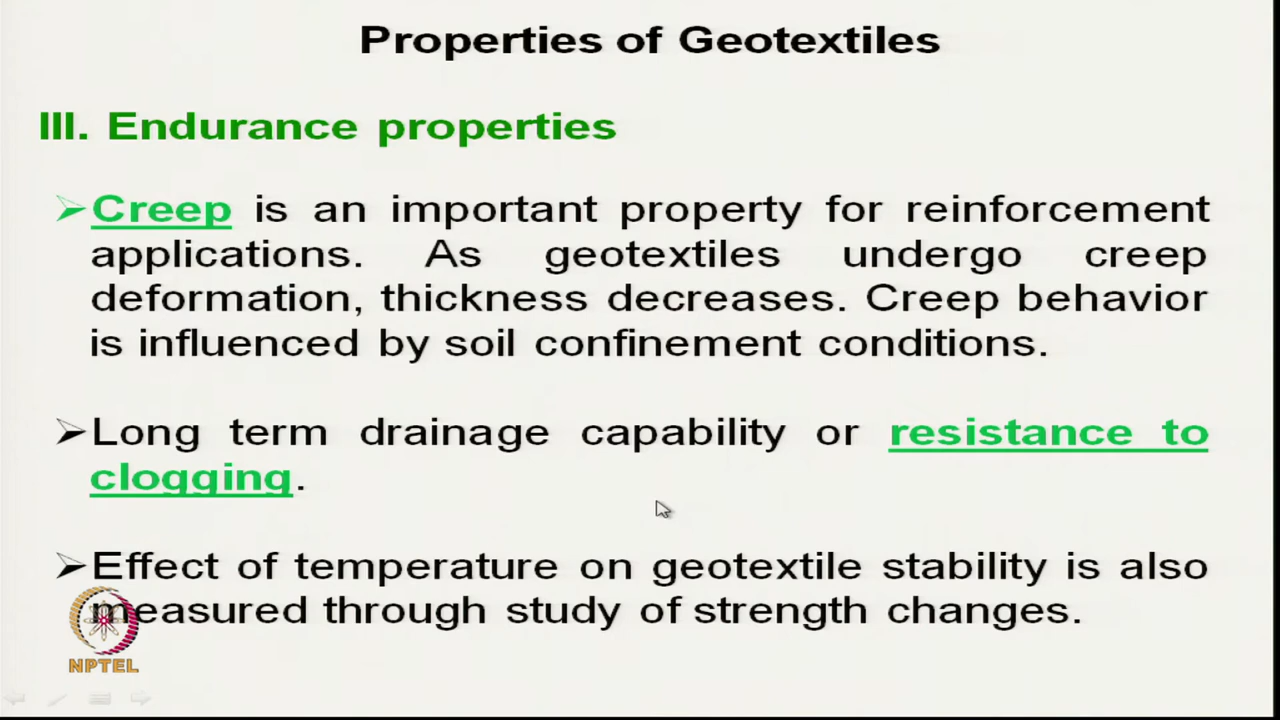 Properties of Geotextiles
III. Endurance properties
➢Creep is an important property for reinforcement
applications. As geotextiles undergo creep
deformation, thickness decreases. Creep behavior
is influenced by soil confinement conditions.
➢Long term drainage capability or resistance to
clogging.
➢Effect of temperature on geotextile stability is also
measured through study of strength changes.
NPTEL